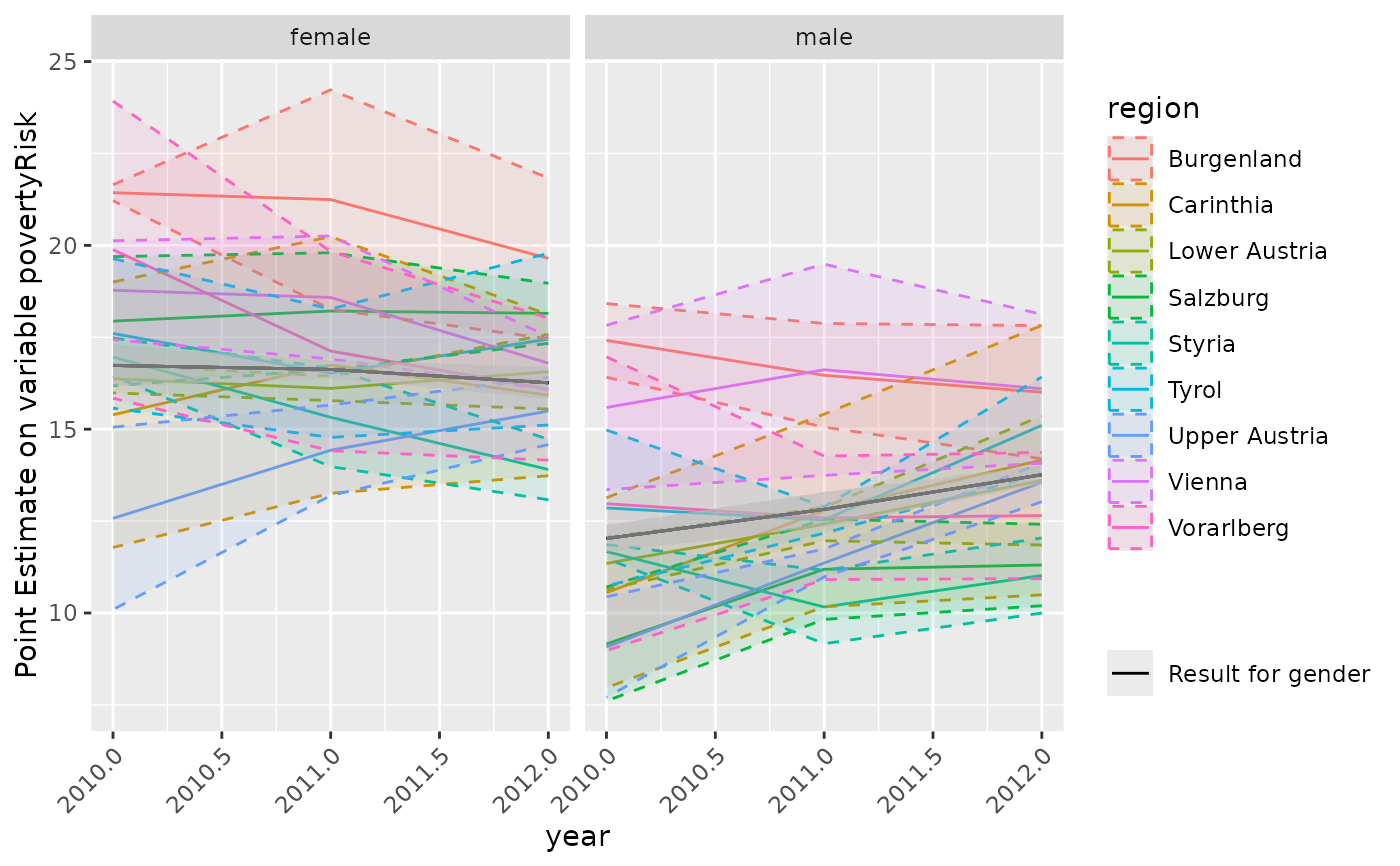 female
male
25
20
15
10
Point Estimate on variable povertyRisk
2010.0
2010.5
2011.0
2011.5
2012.0
2010.0
2010.5
2011.0
2011.5
2012.0
year
region
Burgenland
Carinthia
Lower Austria
Salzburg
Styria
Tyrol
Upper Austria
Vienna
Vorarlberg
Result for gender